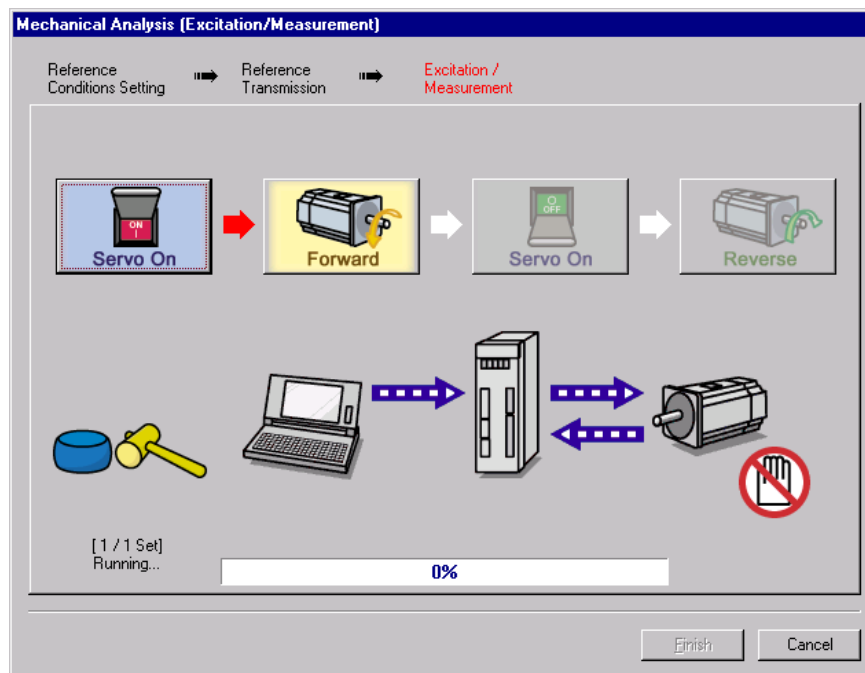 Mechanical Analysis (Excitation/Measurement)
Reference
Conditions Setting
Reference
Transmission
Excitation /
Measurement
ON
I
Servo On
Forward
O
OFF
Servo On
Reverse
[ 1 / 1 Set]
Running...
0%
Finish
Cancel